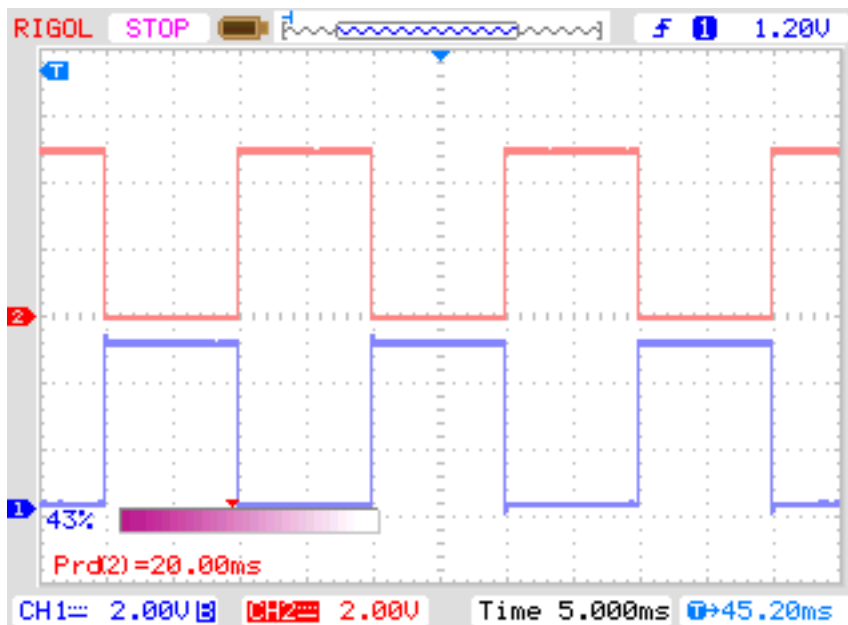 RIGOL STOP 1 1.20V
T
2
1
43%
Prd(2)=20.00ms
CH1 2.00V B CH2 2.00V Time 5.000ms T→45.20ms